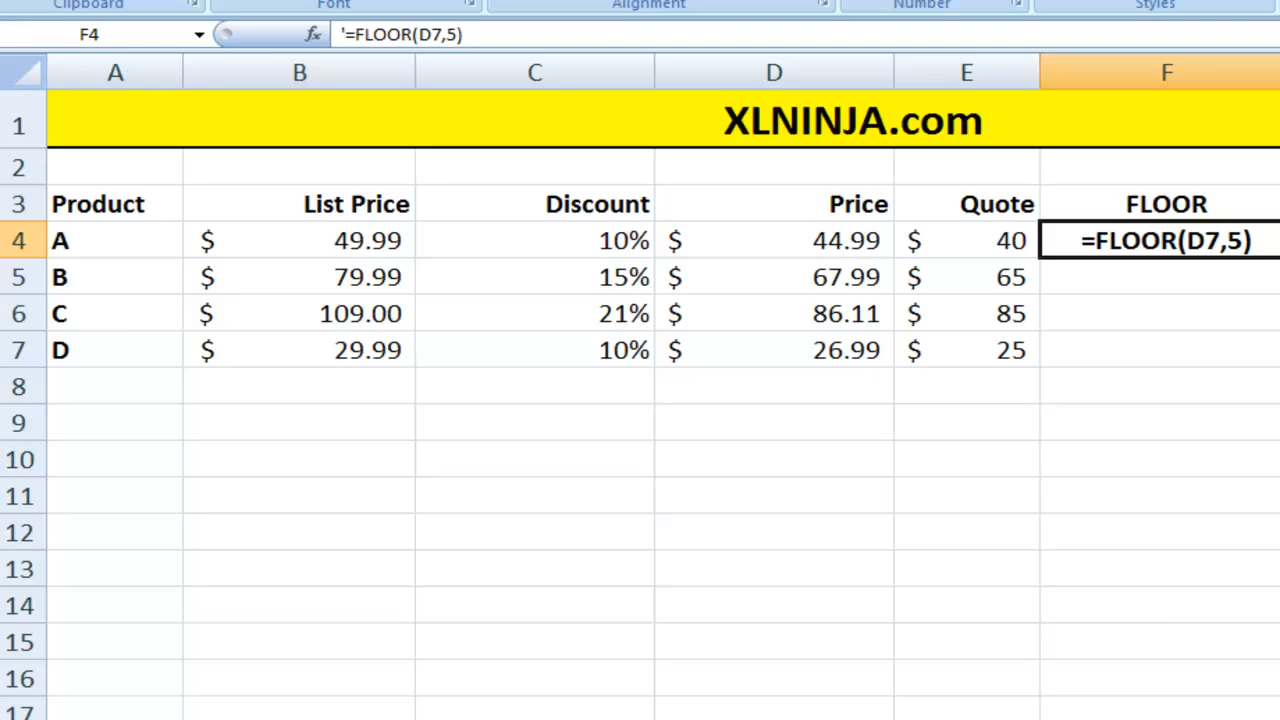 Clipboard Font Alignment Number Styles
F4 fx '=FLOOR(D7,5)
A B C D E F
1 XLNINJA.com
2
3 Product List Price Discount Price Quote FLOOR
4 A $ 49.99 10% $ 44.99 $ 40 =FLOOR(D7,5)
5 B $ 79.99 15% $ 67.99 $ 65
6 C $ 109.00 21% $ 86.11 $ 85
7 D $ 29.99 10% $ 26.99 $ 25
8
9
10
11
12
13
14
15
16
17